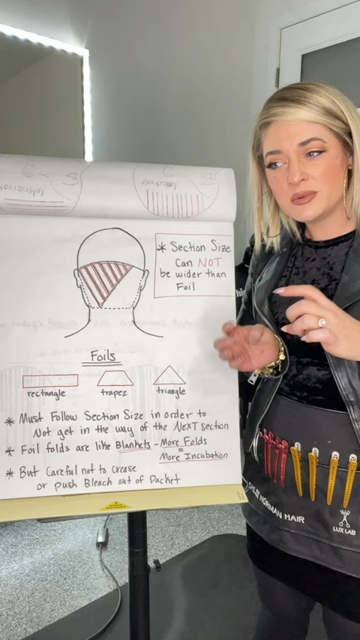 * Section Size
can NOT
be wider than
Foil
Foils
rectangle
trapez
triangle
* Must Follow Section Size in order to
Not get in the way of the Next section
* Foil folds are like Blankets - More Folds
=
More Incubation
* But Careful not to crease
or push Bleach out of Packet
NORMAN HAIR
LUX LAB